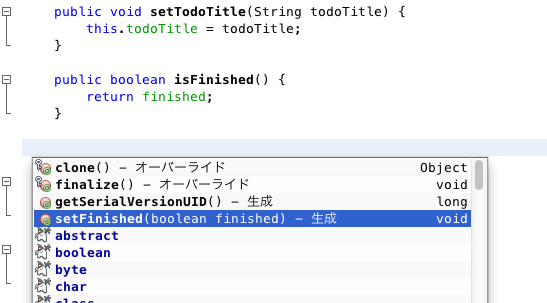 public void setTodoTitle(String todoTitle) {
this.todoTitle = todoTitle;
}
public boolean isFinished() {
return finished;
}
clone() – オーバーライド Object
finalize() – オーバーライド void
getSerialVersionUID() – 生成 long
setFinished(boolean finished) – 生成 void
abstract
boolean
byte
char
class